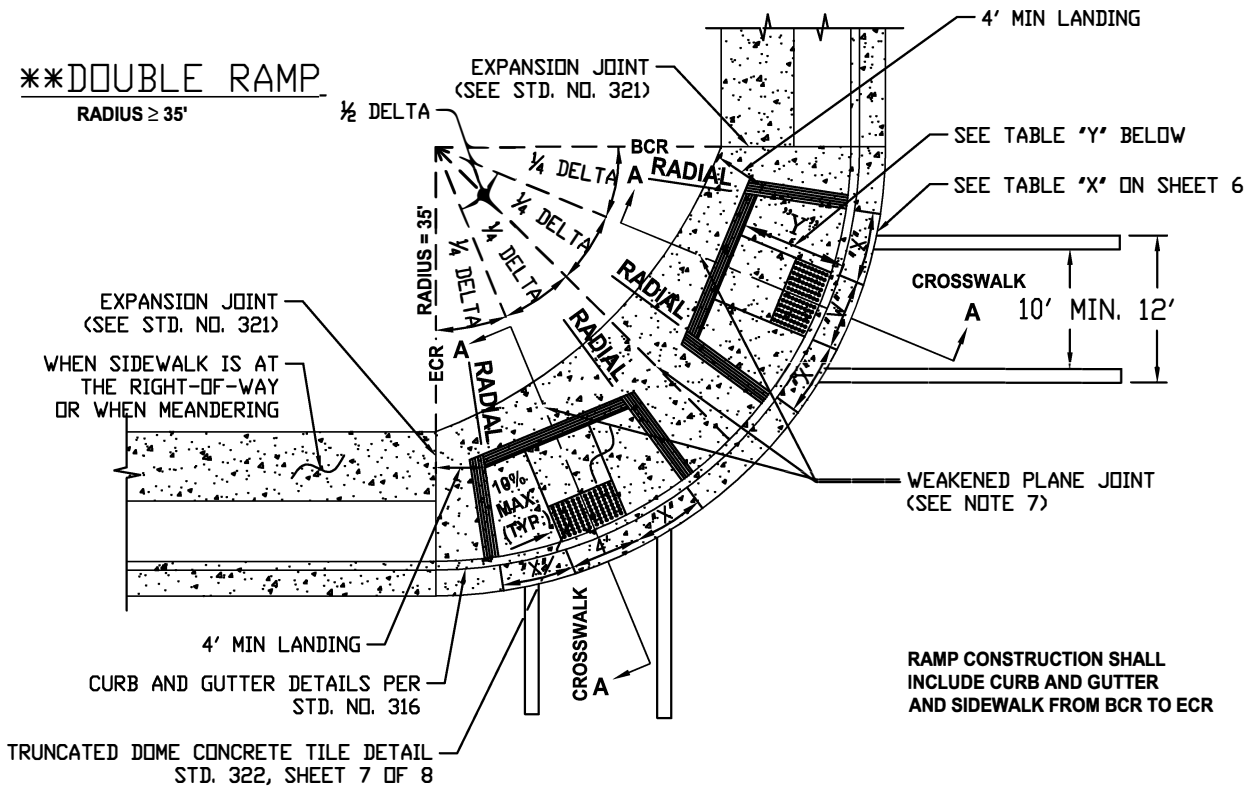 **DOUBLE RAMP
RADIUS ≥ 35'
½ DELTA
EXPANSION JOINT
(SEE STD. NO. 321)
4' MIN LANDING
SEE TABLE "Y" BELOW
SEE TABLE "X" ON SHEET 6
BCR
¼ DELTA
¼ DELTA
¼ DELTA
¼ DELTA
A
RADIAL
RADIUS = 35'
"Y"
X
CROSSWALK
A
10' MIN. 12'
4'
X
RADIAL
RADIAL
EXPANSION JOINT
(SEE STD. NO. 321)
WHEN SIDEWALK IS AT
THE RIGHT-OF-WAY
OR WHEN MEANDERING
ECR
A
RADIAL
10%
MAX
(TYP.)
WEAKENED PLANE JOINT
(SEE NOTE 7)
"X"
4'
X
4' MIN LANDING
CURB AND GUTTER DETAILS PER
STD. NO. 316
TRUNCATED DOME CONCRETE TILE DETAIL
STD. 322, SHEET 7 OF 8
CROSSWALK
A
RAMP CONSTRUCTION SHALL
INCLUDE CURB AND GUTTER
AND SIDEWALK FROM BCR TO ECR